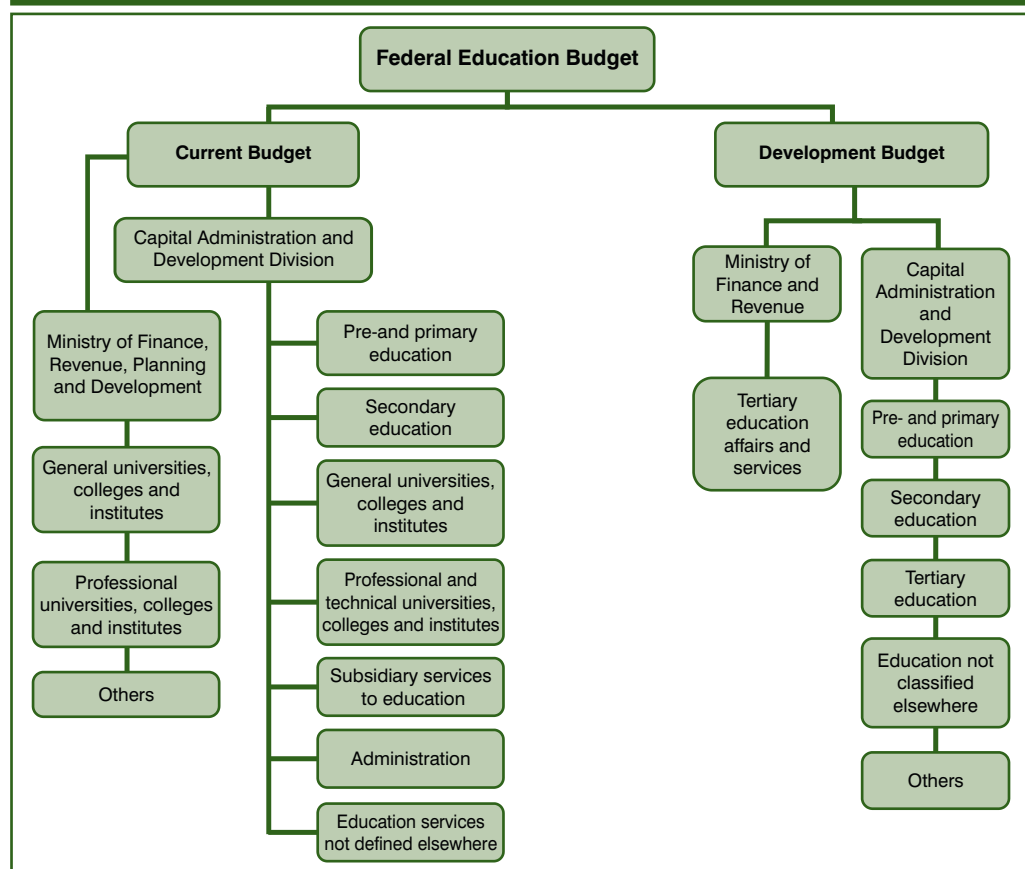 Federal Education Budget
Current Budget
Capital Administration and
Development Division
Ministry of Finance,
Revenue, Planning
and Development
General universities,
colleges and
institutes
Professional
universities, colleges
and institutes
Others
Pre-and primary
education
Secondary
education
General universities,
colleges and
institutes
Professional and
technical universities,
colleges and institutes
Subsidiary services
to education
Administration
Education services
not defined elsewhere
Development Budget
Ministry of
Finance and
Revenue
Tertiary
education
affairs and
services
Capital
Administration
and
Development
Division
Pre- and primary
education
Secondary
education
Tertiary
education
Education not
classified
elsewhere
Others